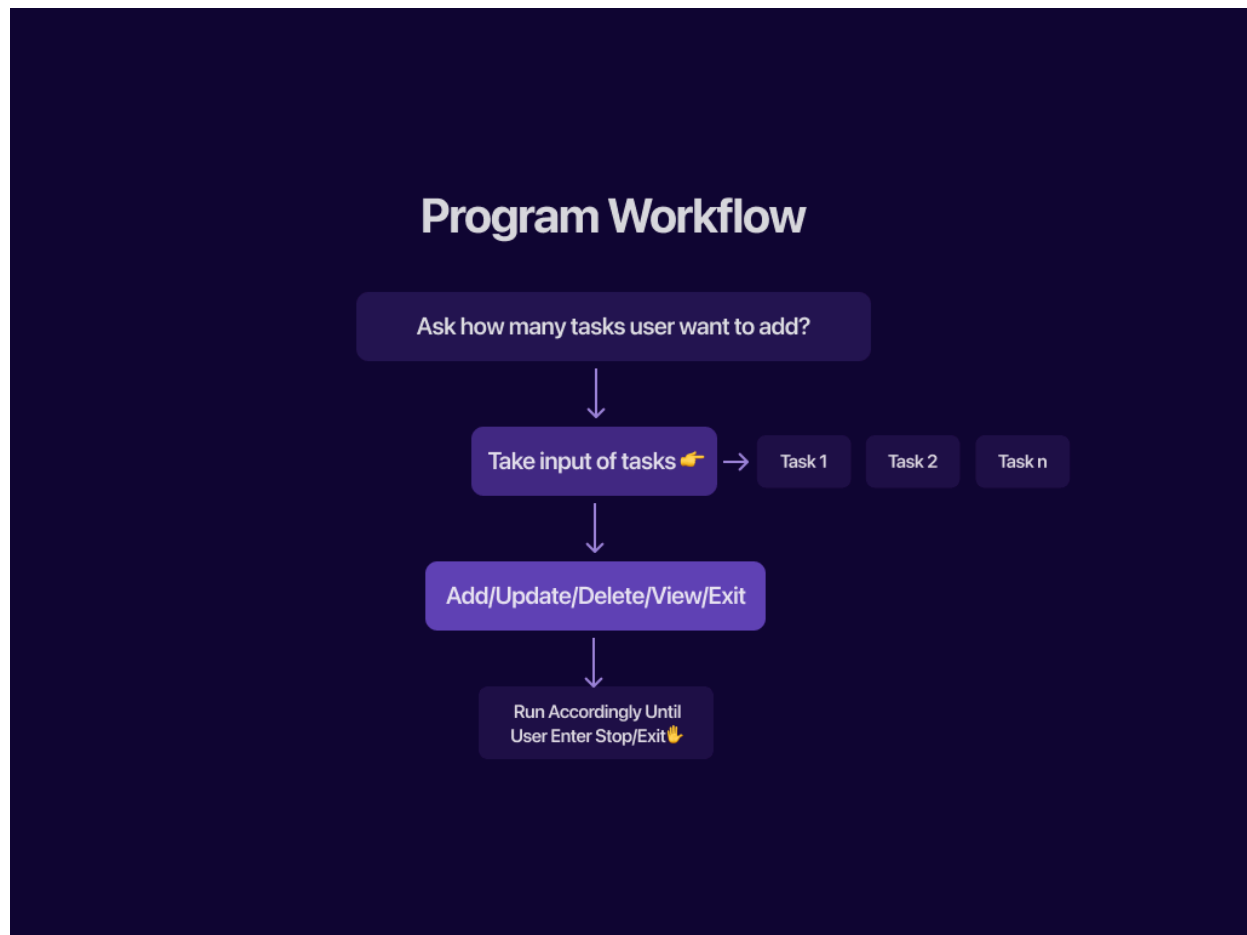 Program Workflow
Ask how many tasks user want to add?
Take input of tasks 👉
Task 1
Task 2
Task n
Add/Update/Delete/View/Exit
Run Accordingly Until
User Enter Stop/Exit🤚